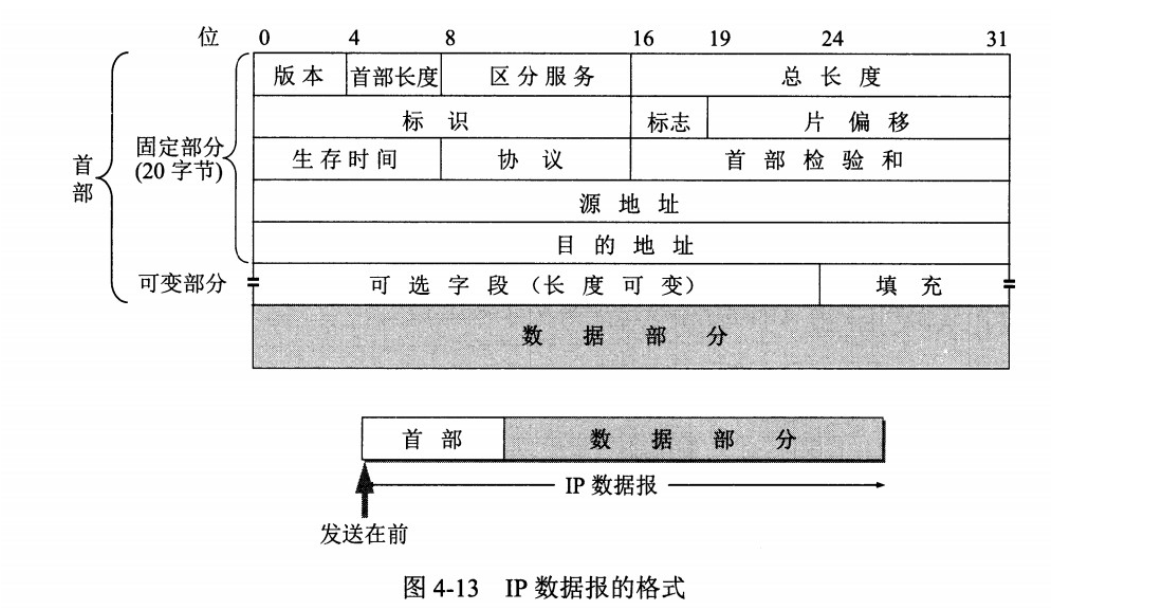 位 0 4 8 16 19 24 31
版本 首部长度 区分服务 总长度
标识 标志 片偏移
首部 固定部分 (20 字节) 生存时间 协议 首部检验和
源地址
目的地址
可变部分 可选字段（长度可变） 填充
数据部分
首部 数据部分
IP 数据报
发送在前
图 4-13 IP 数据报的格式